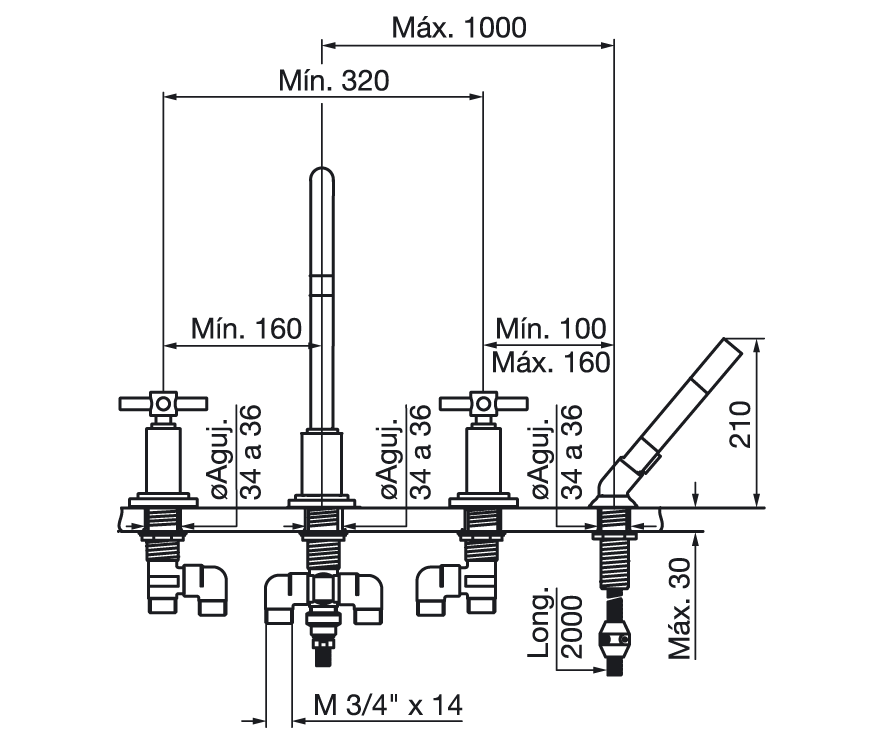 Máx. 1000
Mín. 320
Mín. 160
Mín. 100
Máx. 160
øAguj.
34 a 36
øAguj.
34 a 36
øAguj.
34 a 36
210
Long.
2000
Máx. 30
M 3/4" x 14